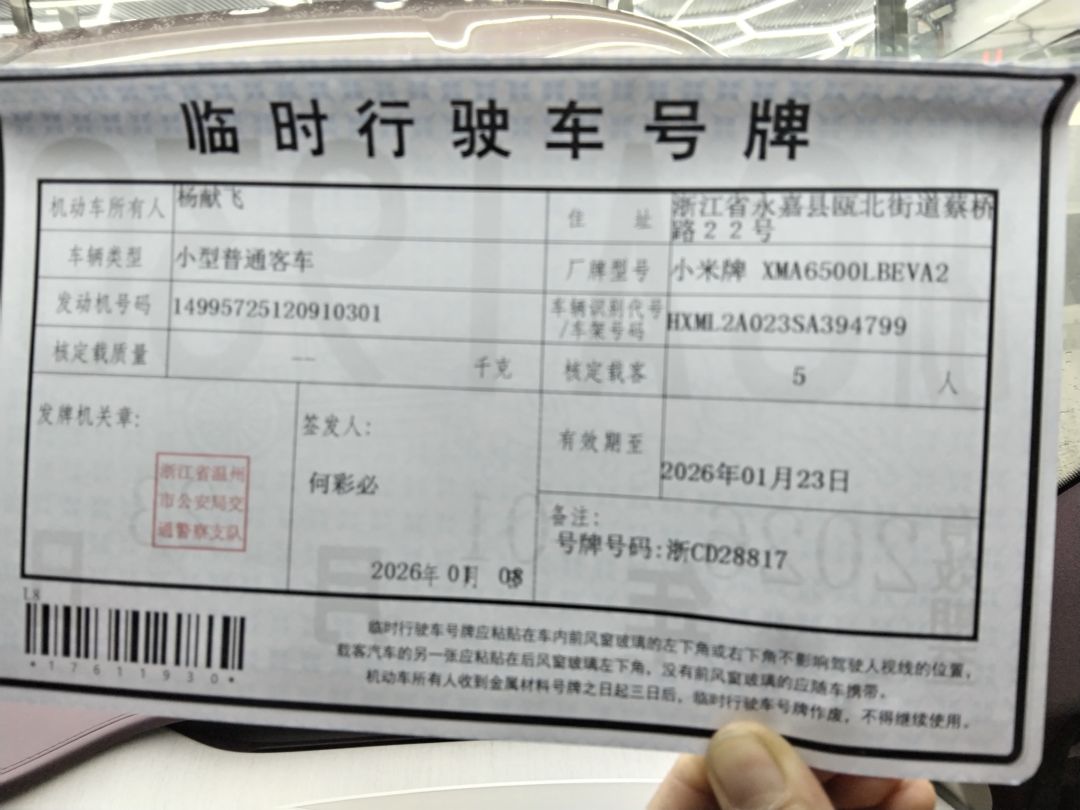 临时行驶车号牌
机动车所有人 杨献飞 住 址 浙江省永嘉县瓯北街道蔡桥
路22号
车辆类型 小型普通客车 厂牌型号 小米牌 XMA6500LBEVA2
发动机号码 14995725120910301 车辆识别代号
/车架号码 HXML2A023SA394799
核定载质量 -- 千克 核定载客 5 人
发牌机关章:
浙江省温州
市公安局交
通警察支队
签发人:
何彩必
2026年 01月 08
有效期至 2026年01月23日
备注:
号牌号码:浙CD28817
L8
*17611930*
临时行驶车号牌应粘贴在车内前风窗玻璃的左下角或右下角不影响驾驶人视线的位置,
载客汽车的另一张应粘贴在后风窗玻璃左下角,没有前风窗玻璃的应随车携带。
机动车所有人收到金属材料号牌之日起三日后,临时行驶车号牌作废,不得继续使用。